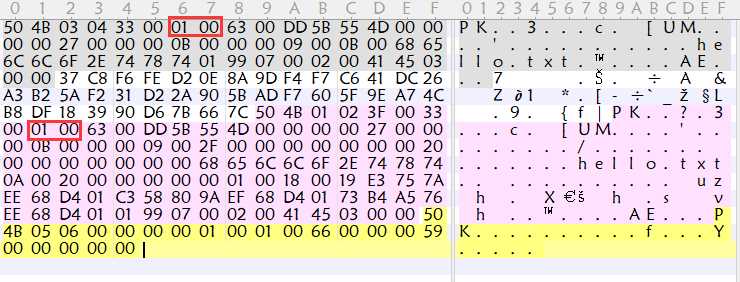 0 1 2 3 4 5 6 7 8 9 A B C D E F 0 1 2 3 4 5 6 7 8 9 A B C D E F
50 4B 03 04 33 00 01 00 63 00 DD 5B 55 4D 00 00 P K . . 3 . . . c . [ U M . .
00 00 27 00 00 00 0B 00 00 00 09 00 0B 00 68 65 . . ' . . . . . . . . . . . h e
6C 6C 6F 2E 74 78 74 01 99 07 00 02 00 41 45 03 l l o . t x t . ™ . . . . A E .
00 00 37 C8 F6 FE D2 0E 8A 9D F4 F7 C6 41 DC 26 . . 7 . Š ÷ A &
A3 B2 5A F2 31 D2 2A 90 5B AD F7 60 5F 9E A7 4C Z 1 * . [ - ÷ ` _ ž § L
B8 DF 18 39 90 D6 7B 66 7C 50 4B 01 02 3F 00 33 . 9 . { f | P K . . ? . 3
00 01 00 63 00 DD 5B 55 4D 00 00 00 00 27 00 00 . . . c . [ U M . . . . ' . .
00 0B 00 00 00 09 00 2F 00 00 00 00 00 00 00 20 . . . . . . . / . . . . . . .
00 00 00 00 00 00 00 68 65 6C 6C 6F 2E 74 78 74 . . . . . . . h e l l o . t x t
0A 00 20 00 00 00 00 00 01 00 18 00 19 E3 75 7A . . . . . . . . . . . . u z
EE 68 D4 01 C3 58 80 9A EF 68 D4 01 73 B4 A5 76 h . X € š h . s v
EE 68 D4 01 01 99 07 00 02 00 41 45 03 00 00 50 h . . ™ . . . . A E . . . P
4B 05 06 00 00 00 00 01 00 01 00 66 00 00 00 59 K . . . . . . . . . . f . . . Y
00 00 00 00 00 . . . . .